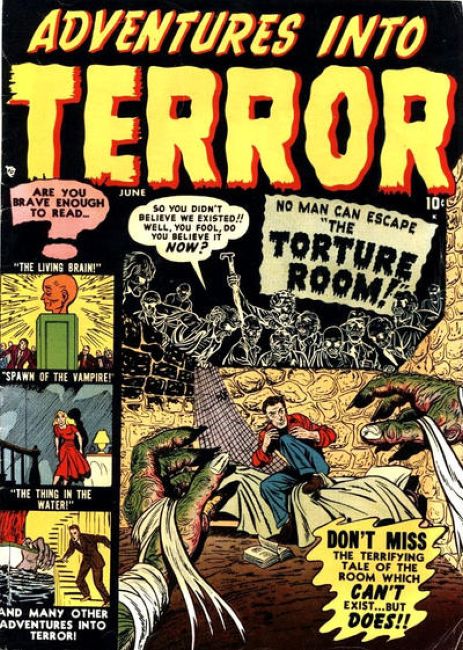 ADVENTURES INTO
TERROR
JUNE
10¢
ARE YOU
BRAVE ENOUGH
TO READ...
"THE LIVING BRAIN!"
"SPAWN OF THE VAMPIRE!"
"THE THING IN THE
WATER!"
AND MANY OTHER
ADVENTURES INTO
TERROR!
SO YOU DIDN'T
BELIEVE WE EXISTED!!
WELL, YOU FOOL, DO
YOU BELIEVE IT
NOW?
NO MAN CAN ESCAPE
"THE
TORTURE
ROOM!"
DON'T MISS
THE TERRIFYING
TALE OF THE
ROOM WHICH
CAN'T
EXIST...BUT
DOES!!